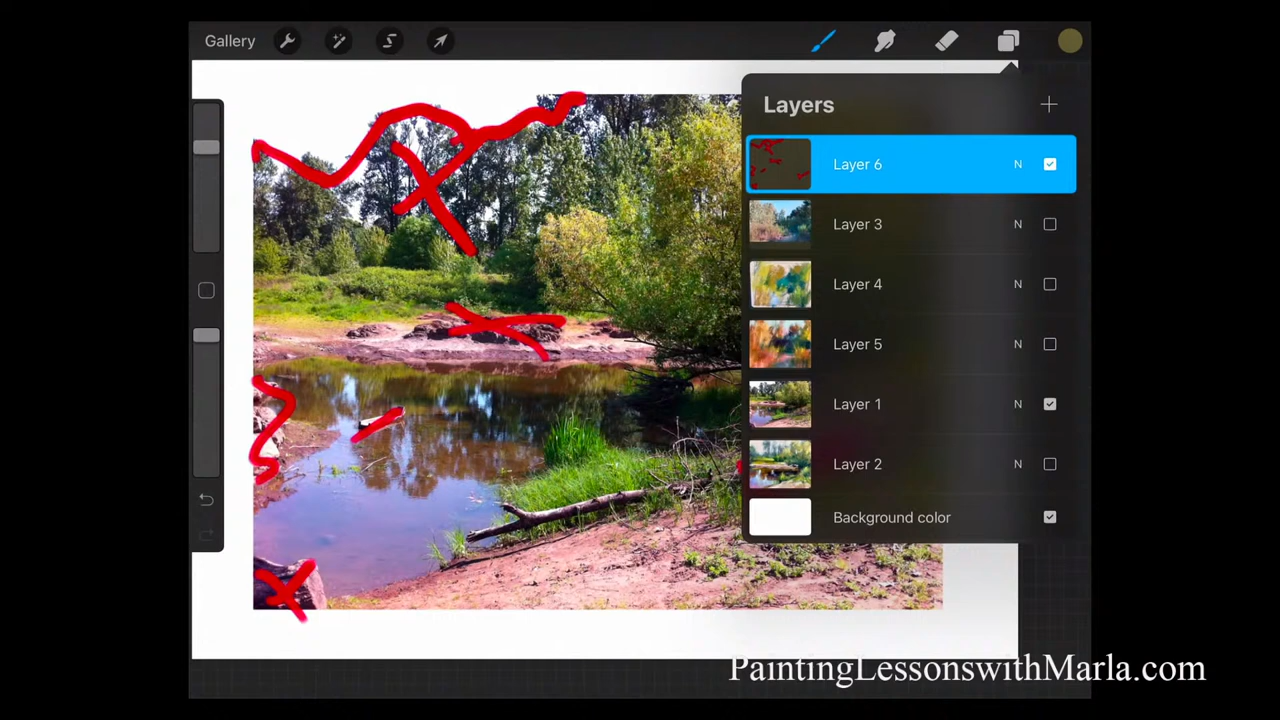 Gallery
Layers
Layer 6 N
Layer 3 N
Layer 4 N
Layer 5 N
Layer 1 N
Layer 2 N
Background color
PaintingLessonswithMarla.com